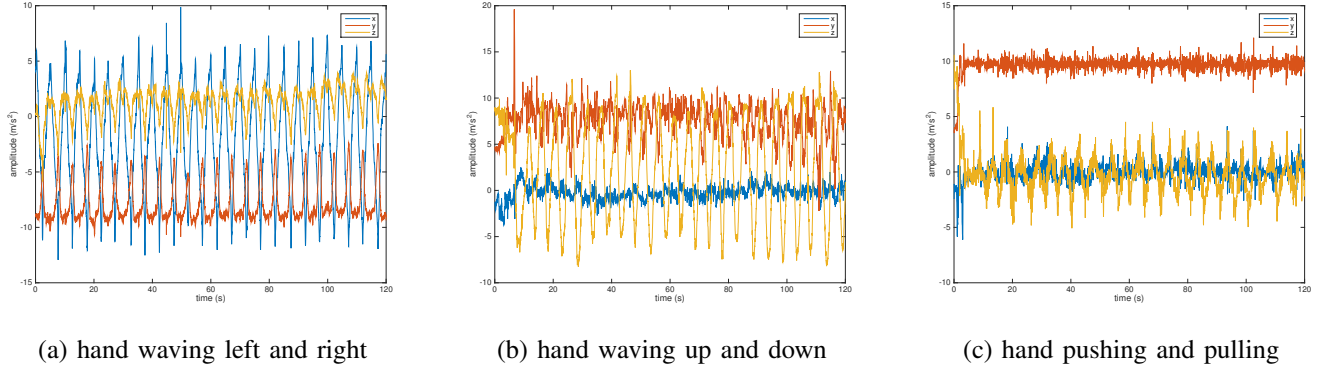 10
5
0
-5
-10
-15
amplitude (m/s²)
0 20 40 60 80 100 120
time (s)
x
y
z
(a) hand waving left and right
20
15
10
5
0
-5
-10
amplitude (m/s²)
0 20 40 60 80 100 120
time (s)
x
y
z
(b) hand waving up and down
15
10
5
0
-5
-10
amplitude (m/s²)
0 20 40 60 80 100 120
time (s)
x
y
z
(c) hand pushing and pulling